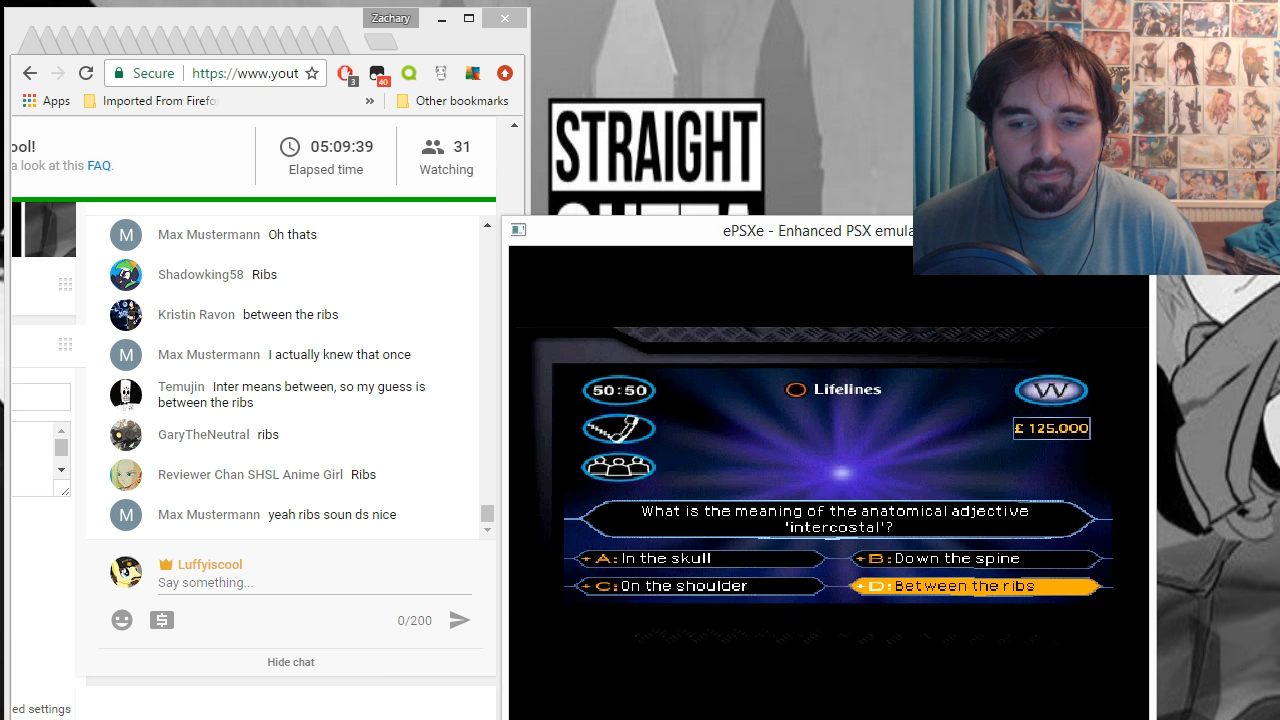 Zachary
Secure
https://www.yout
3
40
Apps
Imported From Firefo
»
Other bookmarks
ool!
a look at this FAQ.
05:09:39
Elapsed time
31
Watching
STRAIGHT
Max Mustermann Oh thats
Shadowking58 Ribs
Kristin Ravon between the ribs
Max Mustermann I actually knew that once
Temujin Inter means between, so my guess is
between the ribs
GaryTheNeutral ribs
Reviewer Chan SHSL Anime Girl Ribs
Max Mustermann yeah ribs soun ds nice
Luffyiscool
Say something...
0/200
Hide chat
ed settings
ePSXe - Enhanced PSX emula
50:50
Lifelines
W
£ 125.000
What is the meaning of the anatomical adjective
'intercostal'?
A: In the skull
B: Down the spine
C: On the shoulder
D: Between the ribs